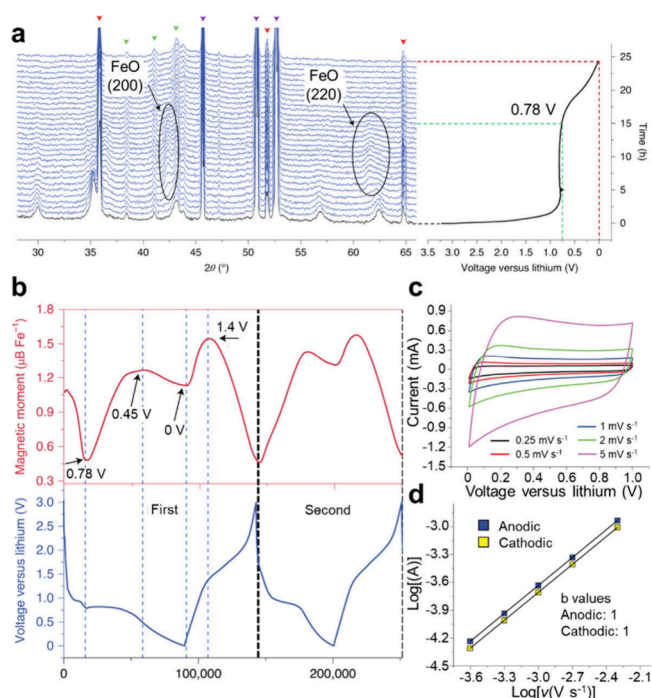 a
FeO
(200)
FeO
(220)
0.78 V
25
20
15
10
5
0
Time (h)
30 35 40 45 50 55 60 65
2θ (°)
3.5 3.0 2.5 2.0 1.5 1.0 0.5 0
Voltage versus lithium (V)
b
1.8
1.5
1.2
0.9
0.6
0.3
Magnetic moment (μB Fe⁻¹)
1.4 V
0.45 V
0 V
0.78 V
3.0
2.5
2.0
1.5
1.0
0.5
0
Voltage versus lithium (V)
First
Second
0 100,000 200,000
c
0.9
0.6
0.3
0
-0.3
-0.6
-0.9
-1.2
-1.5
Current (mA)
1 mV s⁻¹
0.25 mV s⁻¹
2 mV s⁻¹
0.5 mV s⁻¹
5 mV s⁻¹
0 0.2 0.4 0.6 0.8 1.0
Voltage versus lithium (V)
d
-3.0
-3.3
-3.6
-3.9
-4.2
-4.5
Log[(A)]
Anodic
Cathodic
b values
Anodic: 1
Cathodic: 1
-3.6 -3.3 -3.0 -2.7 -2.4 -2.1
Log[v(V s⁻¹)]